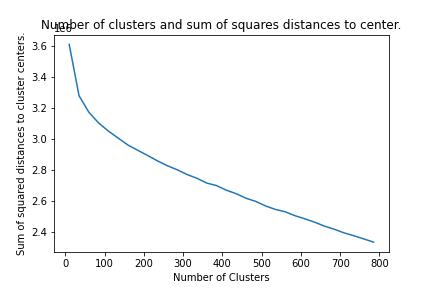 Number of clusters and sum of squares distances to center.
1e6
3.6
3.4
3.2
3.0
2.8
2.6
2.4
Sum of squared distances to cluster centers.
0 100 200 300 400 500 600 700 800
Number of Clusters